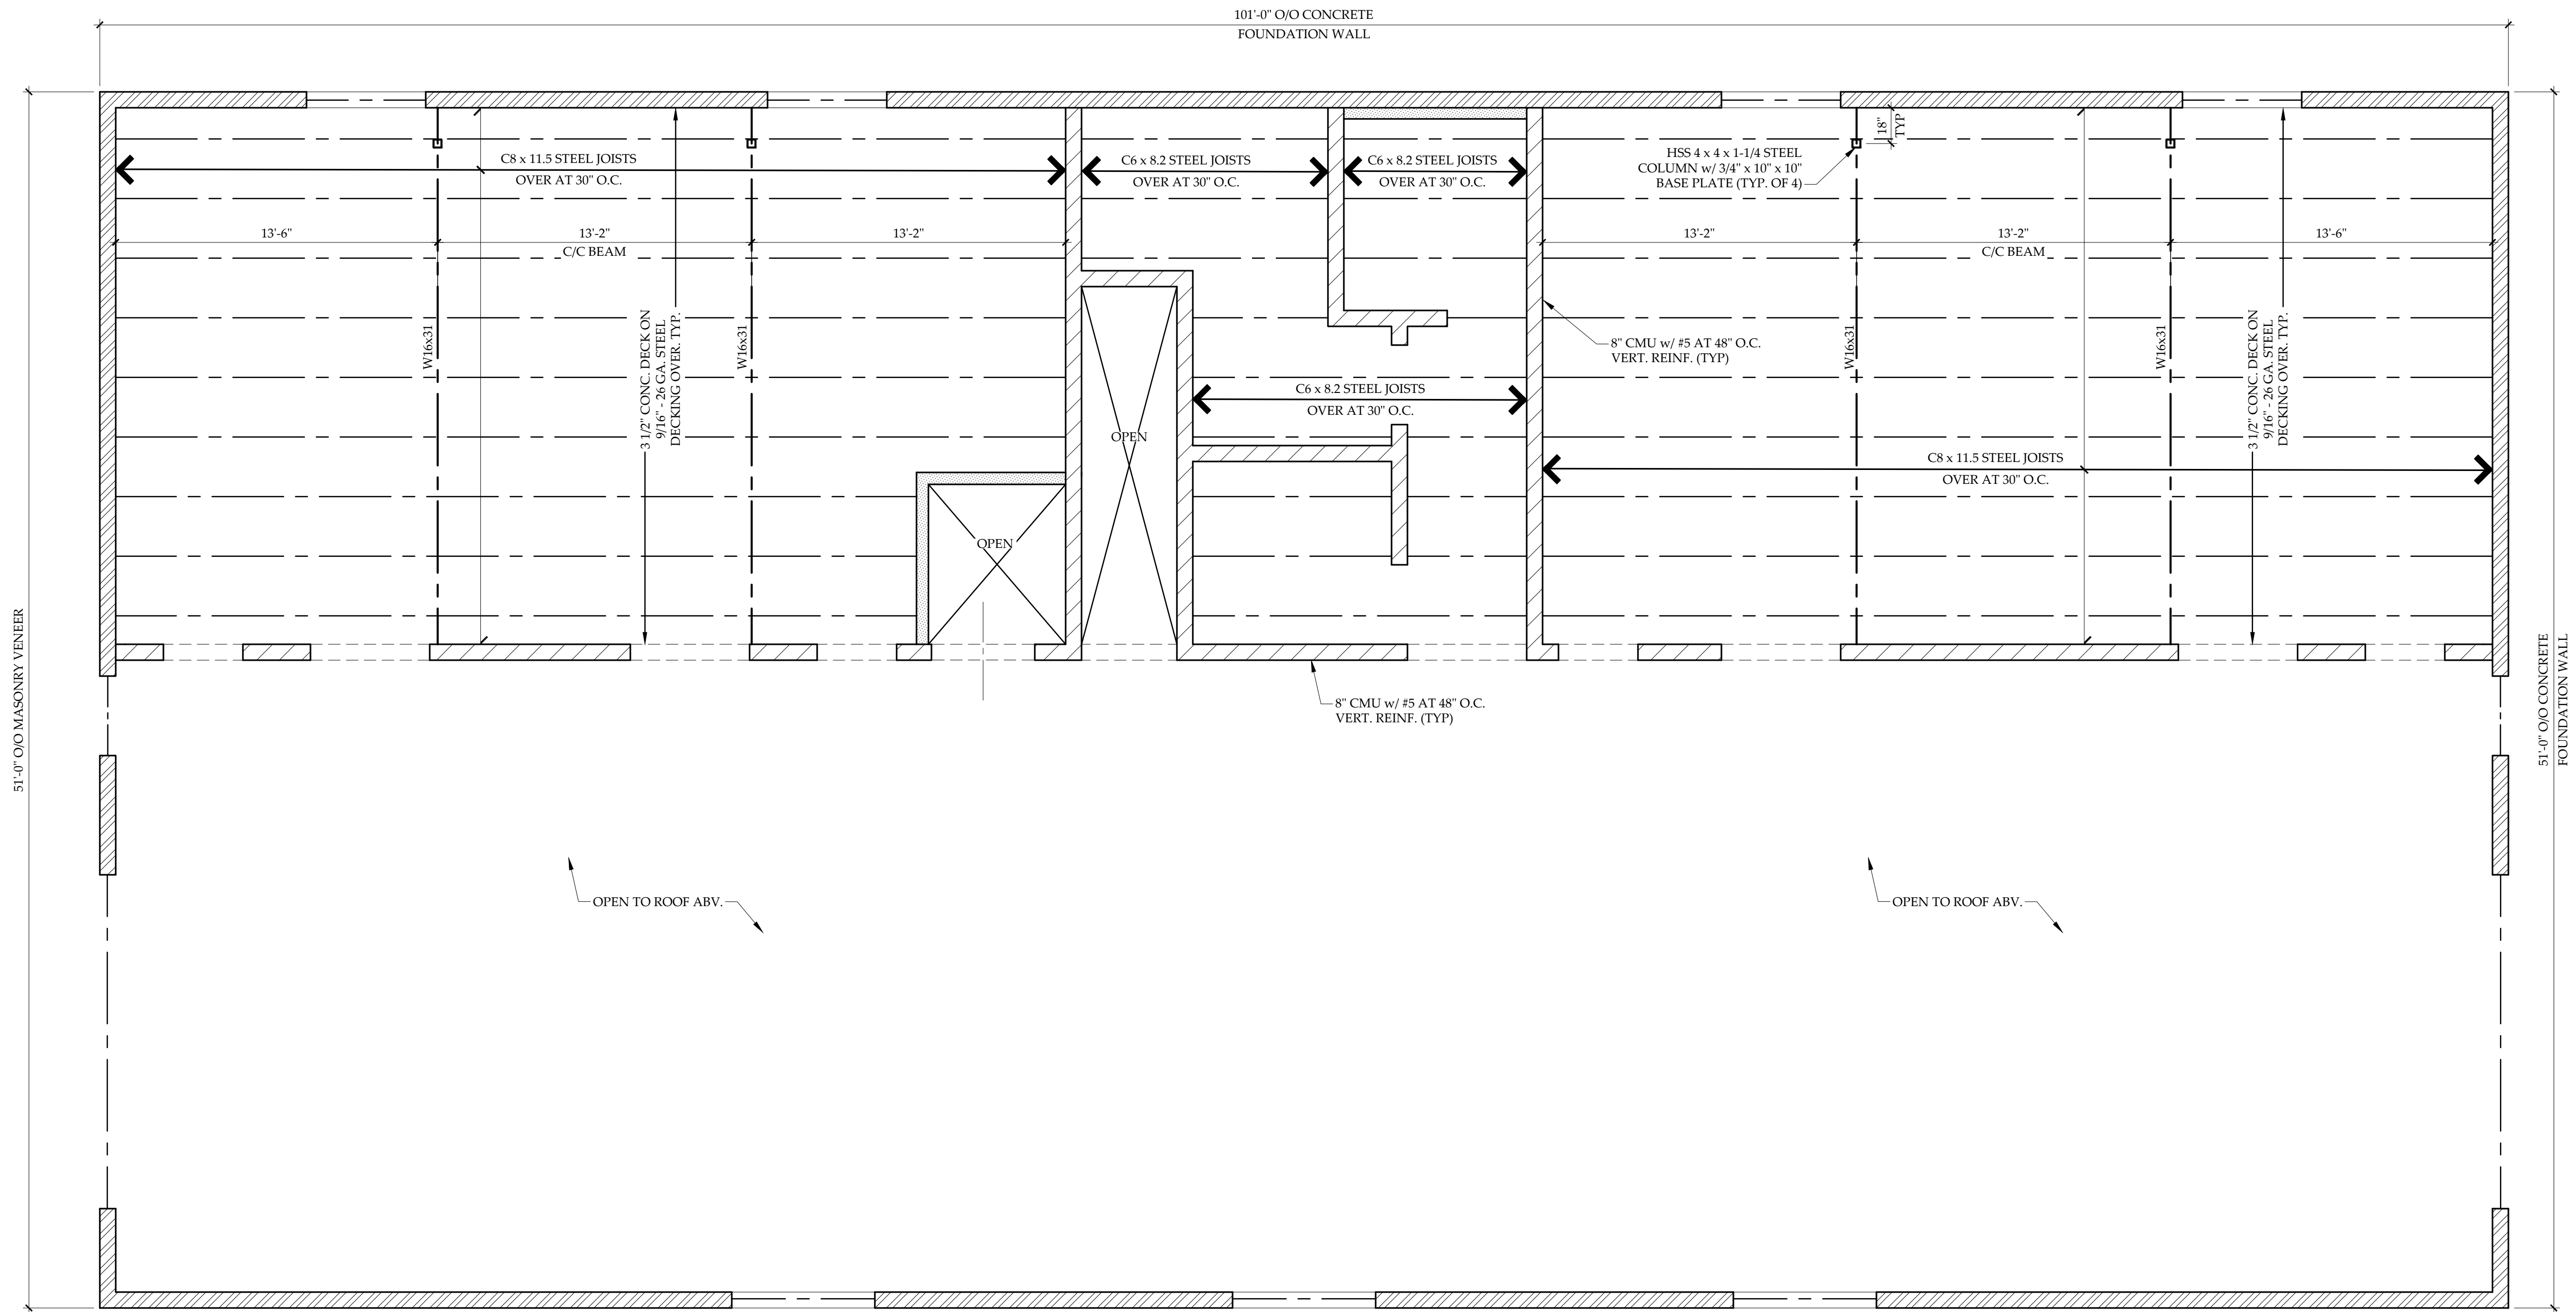 101'-0" O/O CONCRETE
FOUNDATION WALL
C8 x 11.5 STEEL JOISTS
OVER AT 30" O.C.
C6 x 8.2 STEEL JOISTS
OVER AT 30" O.C.
C6 x 8.2 STEEL JOISTS
OVER AT 30" O.C.
18"
TYP
HSS 4 x 4 x 1-1/4 STEEL
COLUMN w/ 3/4" x 10" x 10"
BASE PLATE (TYP. OF 4)
13'-6"
13'-2"
C/C BEAM
13'-2"
13'-2"
13'-2"
C/C BEAM
13'-6"
W16x31
3 1/2" CONC. DECK ON
9/16" - 26 GA. STEEL
DECKING OVER. TYP.
W16x31
8" CMU w/ #5 AT 48" O.C.
VERT. REINF. (TYP)
W16x31
W16x31
3 1/2" CONC. DECK ON
9/16" - 26 GA. STEEL
DECKING OVER. TYP.
C6 x 8.2 STEEL JOISTS
OVER AT 30" O.C.
OPEN
C8 x 11.5 STEEL JOISTS
OVER AT 30" O.C.
OPEN
8" CMU w/ #5 AT 48" O.C.
VERT. REINF. (TYP)
51'-0" O/O MASONRY VENEER
51'-0" O/O CONCRETE
FOUNDATION WALL
OPEN TO ROOF ABV.
OPEN TO ROOF ABV.